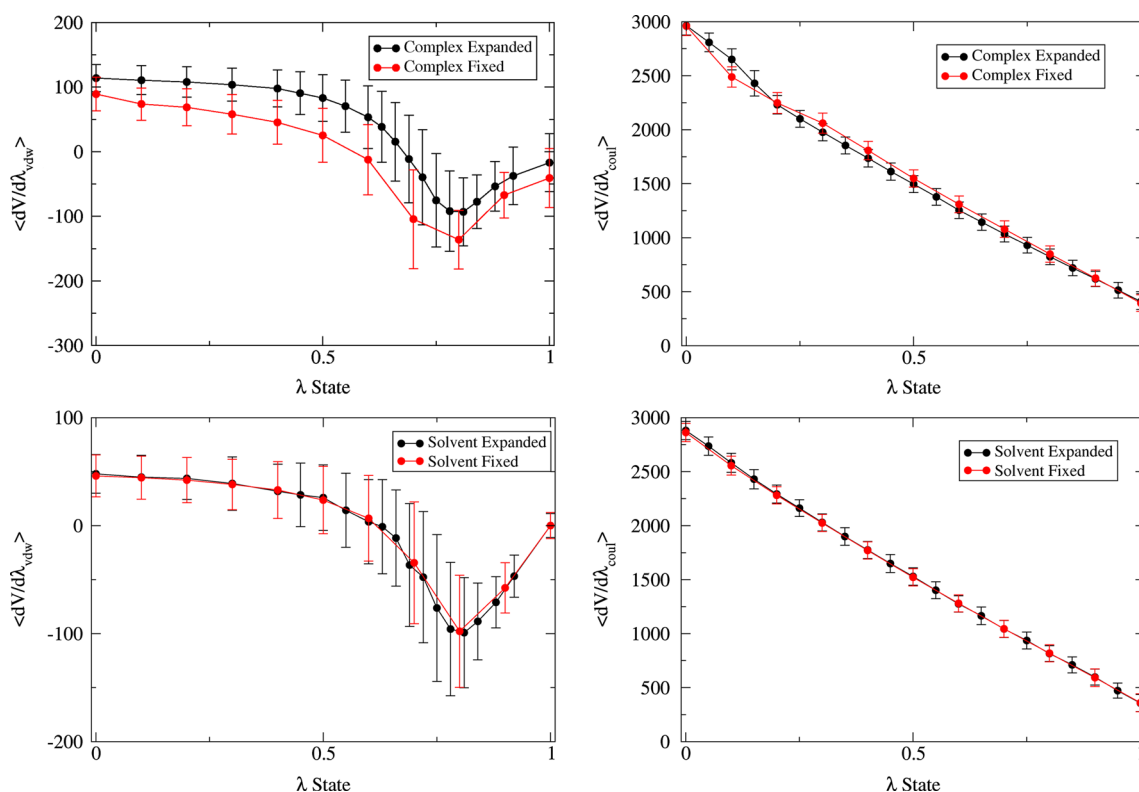 200
100
0
-100
-200
-300
<dV/dλvdw>
Complex Expanded
Complex Fixed
0
0.5
1
λ State
3000
2500
2000
1500
1000
500
0
<dV/dλcoul>
Complex Expanded
Complex Fixed
0
0.5
1
λ State
100
0
-100
-200
<dV/dλvdw>
Solvent Expanded
Solvent Fixed
0
0.5
1
λ State
3000
2500
2000
1500
1000
500
0
<dV/dλcoul>
Solvent Expanded
Solvent Fixed
0
0.5
λ State